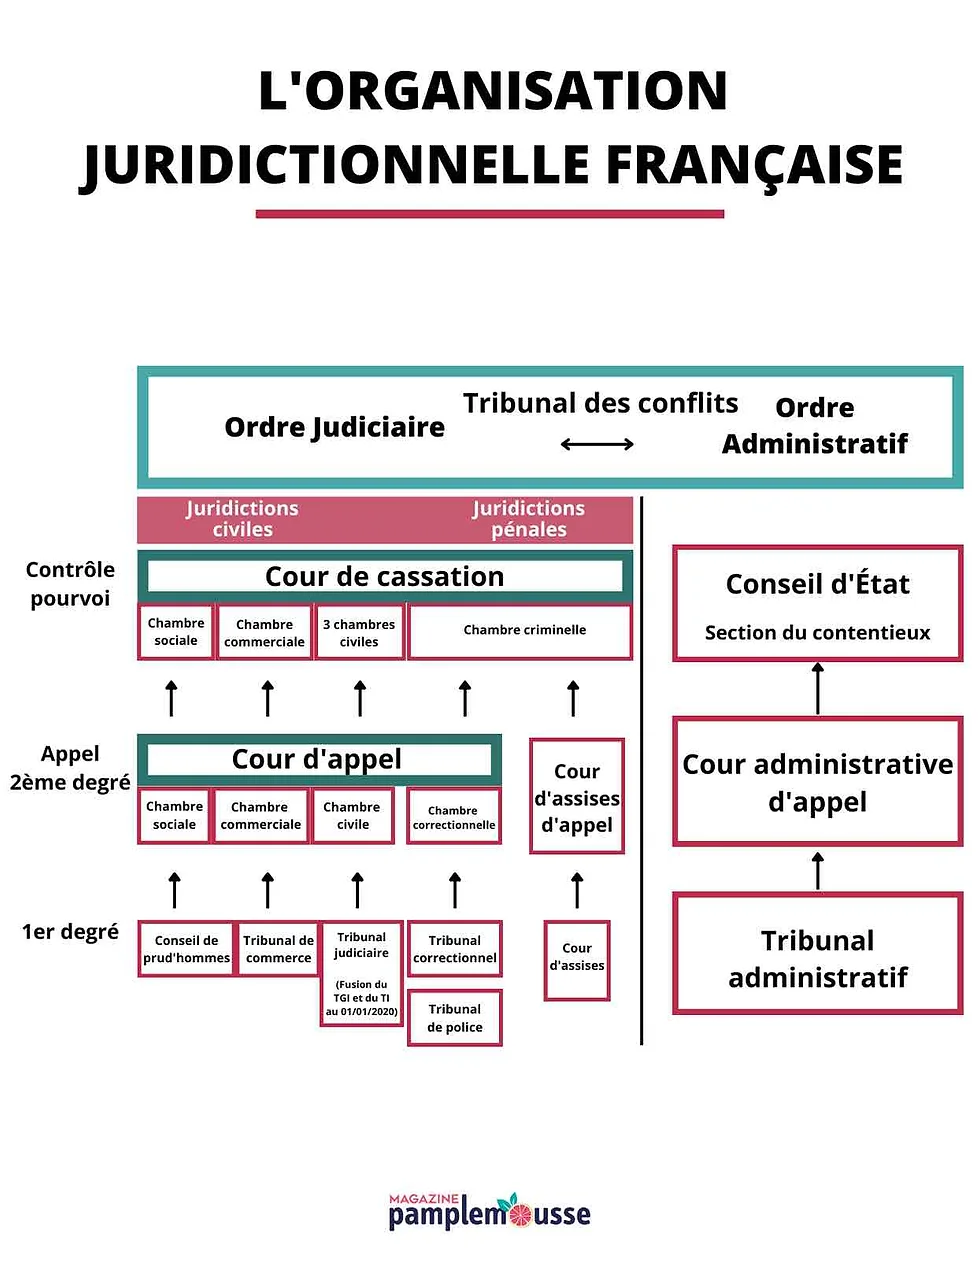 L'ORGANISATION
JURIDICTIONNELLE FRANÇAISE
Tribunal des conflits
Ordre Judiciaire
Ordre
Administratif
Juridictions
civiles
Juridictions
pénales
Contrôle
pourvoi
Cour de cassation
Chambre
sociale
Chambre
commerciale
3 chambres
civiles
Chambre criminelle
Conseil d'État
Section du contentieux
Appel
2ème degré
Cour d'appel
Chambre
sociale
Chambre
commerciale
Chambre
civile
Chambre
correctionnelle
Cour
d'assises
d'appel
Cour administrative
d'appel
1er degré
Conseil de
prud'hommes
Tribunal de
commerce
Tribunal
judiciaire
(Fusion du
TGI et du TI
au 01/01/2020)
Tribunal
correctionnel
Tribunal
de police
Cour
d'assises
Tribunal
administratif
MAGAZINE
pamplemousse